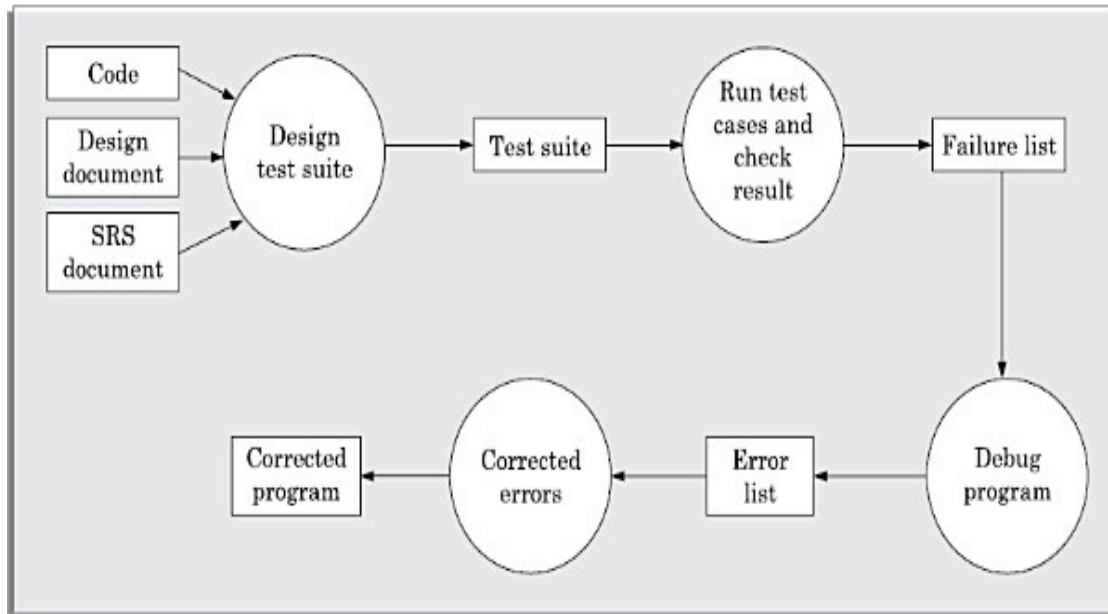 Code
Design
document
SRS
document
Design
test suite
Test suite
Run test
cases and
check
result
Failure list
Debug
program
Error
list
Corrected
errors
Corrected
program